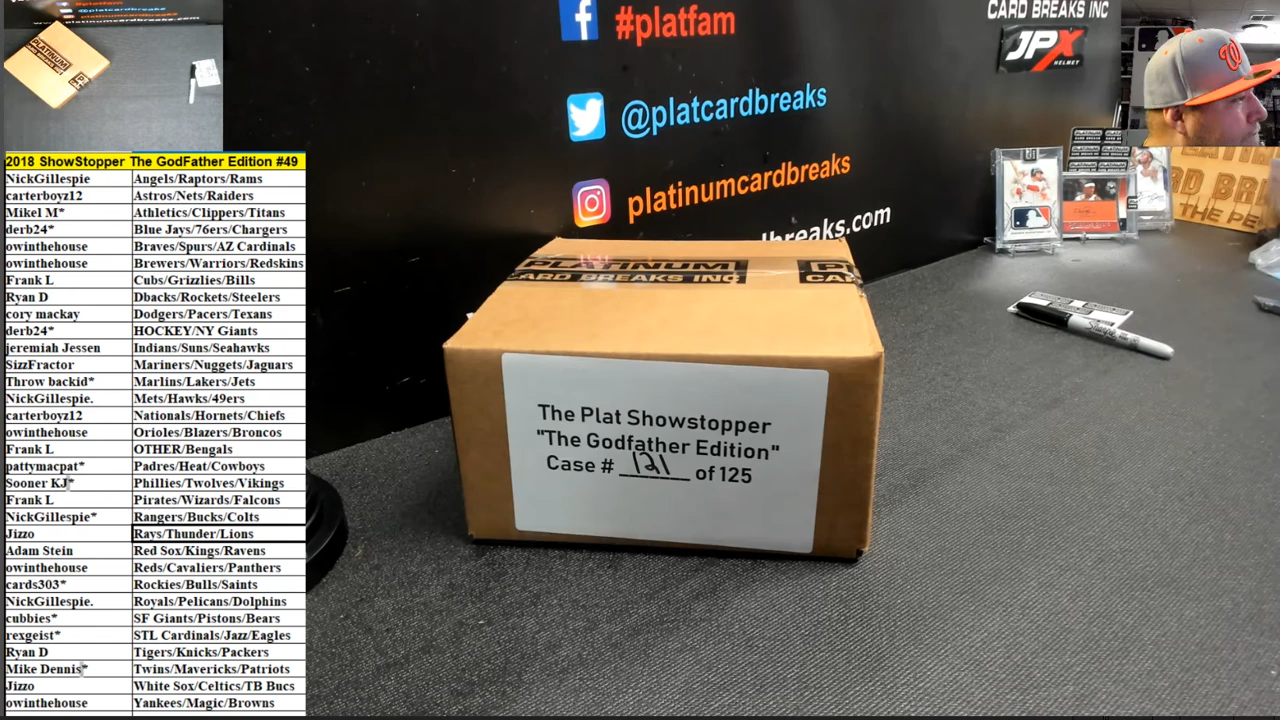 #platfam
@platcardbreaks
platinumcardbreaks
CARD BREAKS INC
JPX
HELMET
PLATINUM
CARD BREAKS INC
The Plat Showstopper
"The Godfather Edition"
Case # 121 of 125
Sharpie
2018 ShowStopper The GodFather Edition #49
NickGillespie Angels/Raptors/Rams
carterboyz12 Astros/Nets/Raiders
Mikel M* Athletics/Clippers/Titans
derb24* Blue Jays/76ers/Chargers
owinthehouse Braves/Spurs/AZ Cardinals
owinthehouse Brewers/Warriors/Redskins
Frank L Cubs/Grizzlies/Bills
Ryan D Dbacks/Rockets/Steelers
cory mackay Dodgers/Pacers/Texans
derb24* HOCKEY/NY Giants
jeremiah Jessen Indians/Suns/Seahawks
SizzFractor Mariners/Nuggets/Jaguars
Throw backid* Marlins/Lakers/Jets
NickGillespie. Mets/Hawks/49ers
carterboyz12 Nationals/Hornets/Chiefs
owinthehouse Orioles/Blazers/Broncos
Frank L OTHER/Bengals
pattymacpat* Padres/Heat/Cowboys
Sooner KJ* Phillies/Twolves/Vikings
Frank L Pirates/Wizards/Falcons
NickGillespie* Rangers/Bucks/Colts
Jizzo Rays/Thunder/Lions
Adam Stein Red Sox/Kings/Ravens
owinthehouse Reds/Cavaliers/Panthers
cards303* Rockies/Bulls/Saints
NickGillespie. Royals/Pelicans/Dolphins
cubbies* SF Giants/Pistons/Bears
rexgeist* STL Cardinals/Jazz/Eagles
Ryan D Tigers/Knicks/Packers
Mike Dennis* Twins/Mavericks/Patriots
Jizzo White Sox/Celtics/TB Bucs
owinthehouse Yankees/Magic/Browns